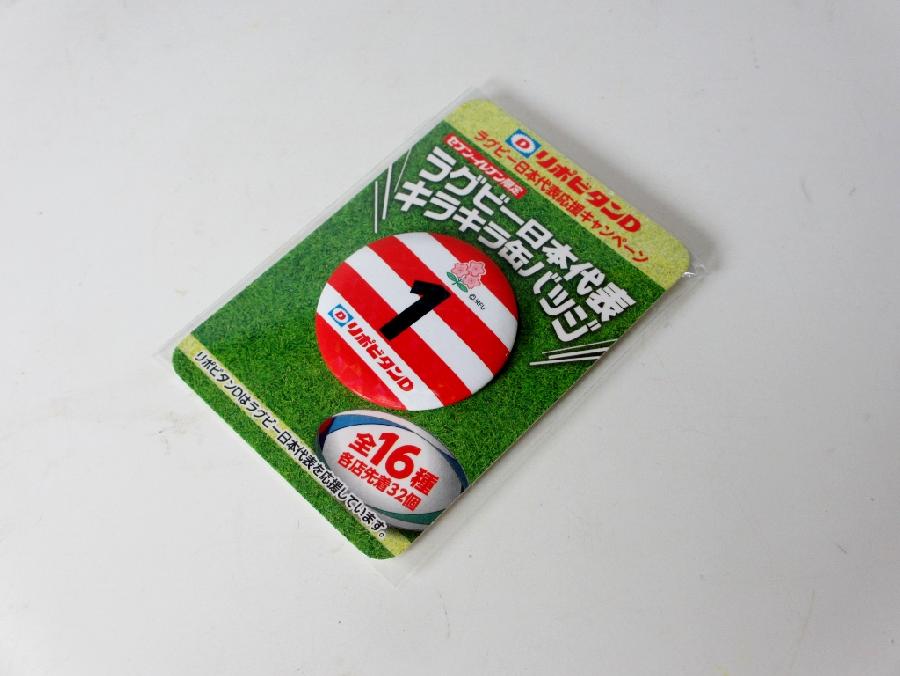 D リポビタンD
ラグビー日本代表応援キャンペーン
セブン-イレブン限定
ラグビー日本代表
キラキラ缶バッジ
©JRFU
1
D リポビタンD
全16種
各店先着32個
リポビタンDはラグビー日本代表を応援しています。